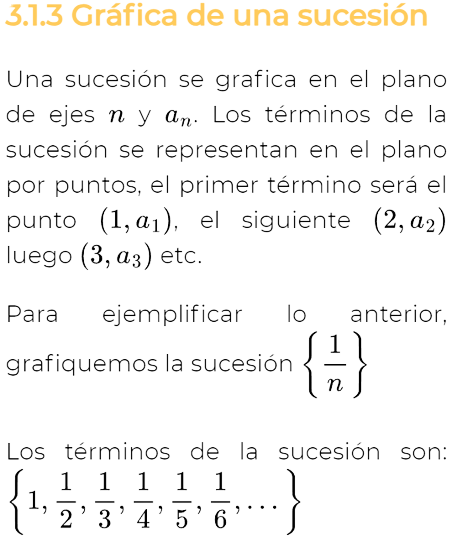 3.1.3 Gráfica de una sucesión
Una sucesión se grafica en el plano
de ejes n y aₙ. Los términos de la
sucesión se representan en el plano
por puntos, el primer término será el
punto (1, a₁), el siguiente (2, a₂)
luego (3, a₃) etc.
Para ejemplificar lo anterior,
grafiquemos la sucesión {1/n}
Los términos de la sucesión son:
{1, 1/2, 1/3, 1/4, 1/5, 1/6, ...}